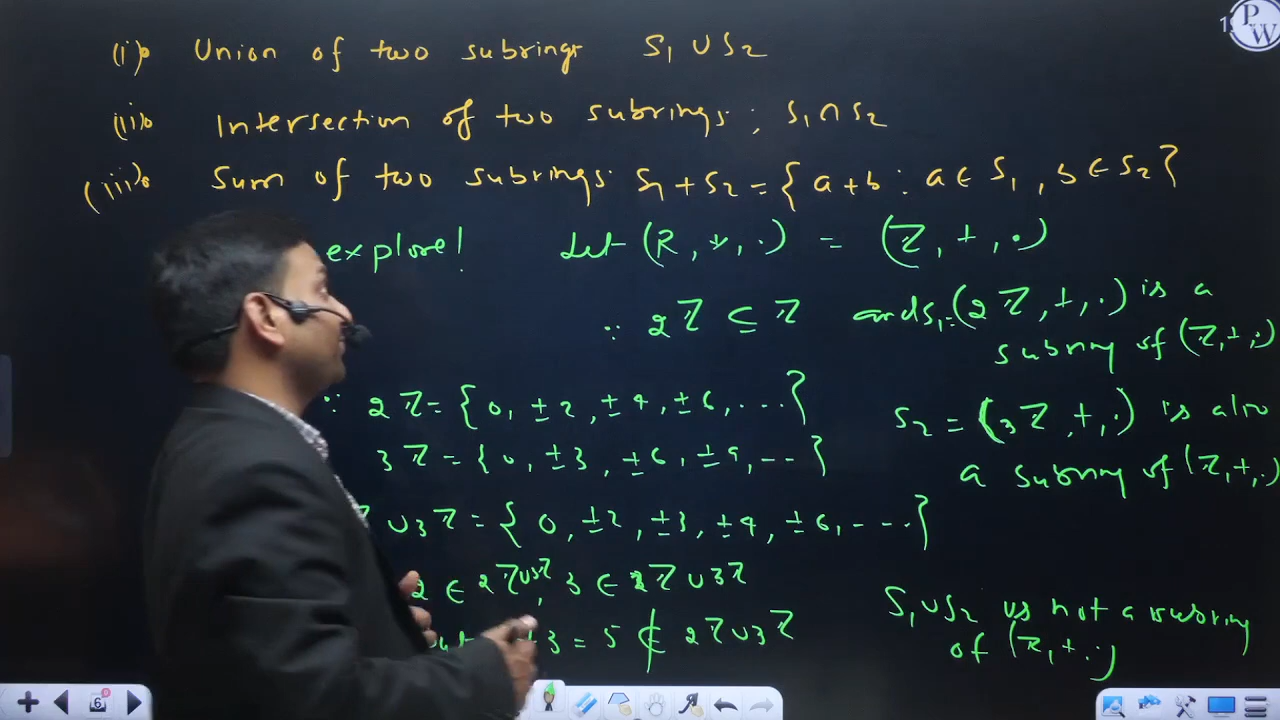 (i) Union of two subrings S₁ ∪ S₂
(ii) Intersection of two subrings ; S₁ ∩ S₂
(iii) Sum of two subrings S₁ + S₂ = { a + b : a ∈ S₁ , b ∈ S₂ }
explore! Let (R, +, ·) = (ℤ, +, ·)
∵ 2ℤ ⊆ ℤ and S₁ = (2ℤ, +, ·) is a
subring of (ℤ, +, ·)
∵ 2ℤ = { 0, ±2, ±4, ±6, ... }
S₂ = (3ℤ, +, ·) is also
3ℤ = { 0, ±3, ±6, ±9, -- }
a subring of (ℤ, +, ·)
∪ 3ℤ = { 0, ±2, ±3, ±4, ±6, - - - }
2 ∈ 2ℤ∪3ℤ, 3 ∈ 2ℤ ∪ 3ℤ
+3 = 5 ∉ 2ℤ ∪ 3ℤ
S₁∪S₂ is not a subring
of (ℤ, +, ·)
PW
6